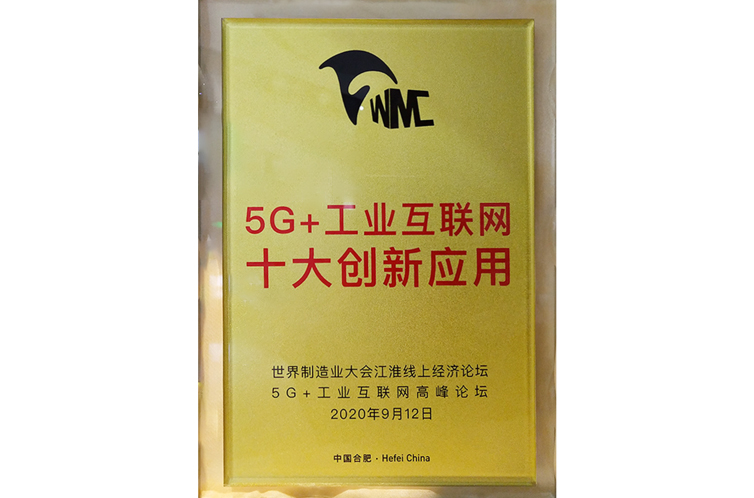 WMC
5G+工业互联网
十大创新应用
世界制造业大会江淮线上经济论坛
5G+工业互联网高峰论坛
2020年9月12日
中国合肥·Hefei China